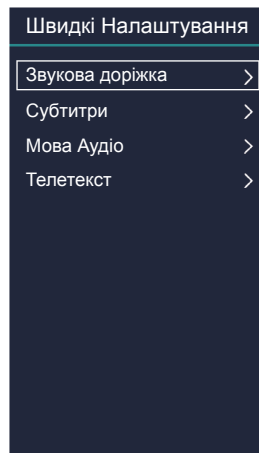 Швидкі Налаштування
Звукова доріжка
Субтитри
Мова Аудіо
Телетекст